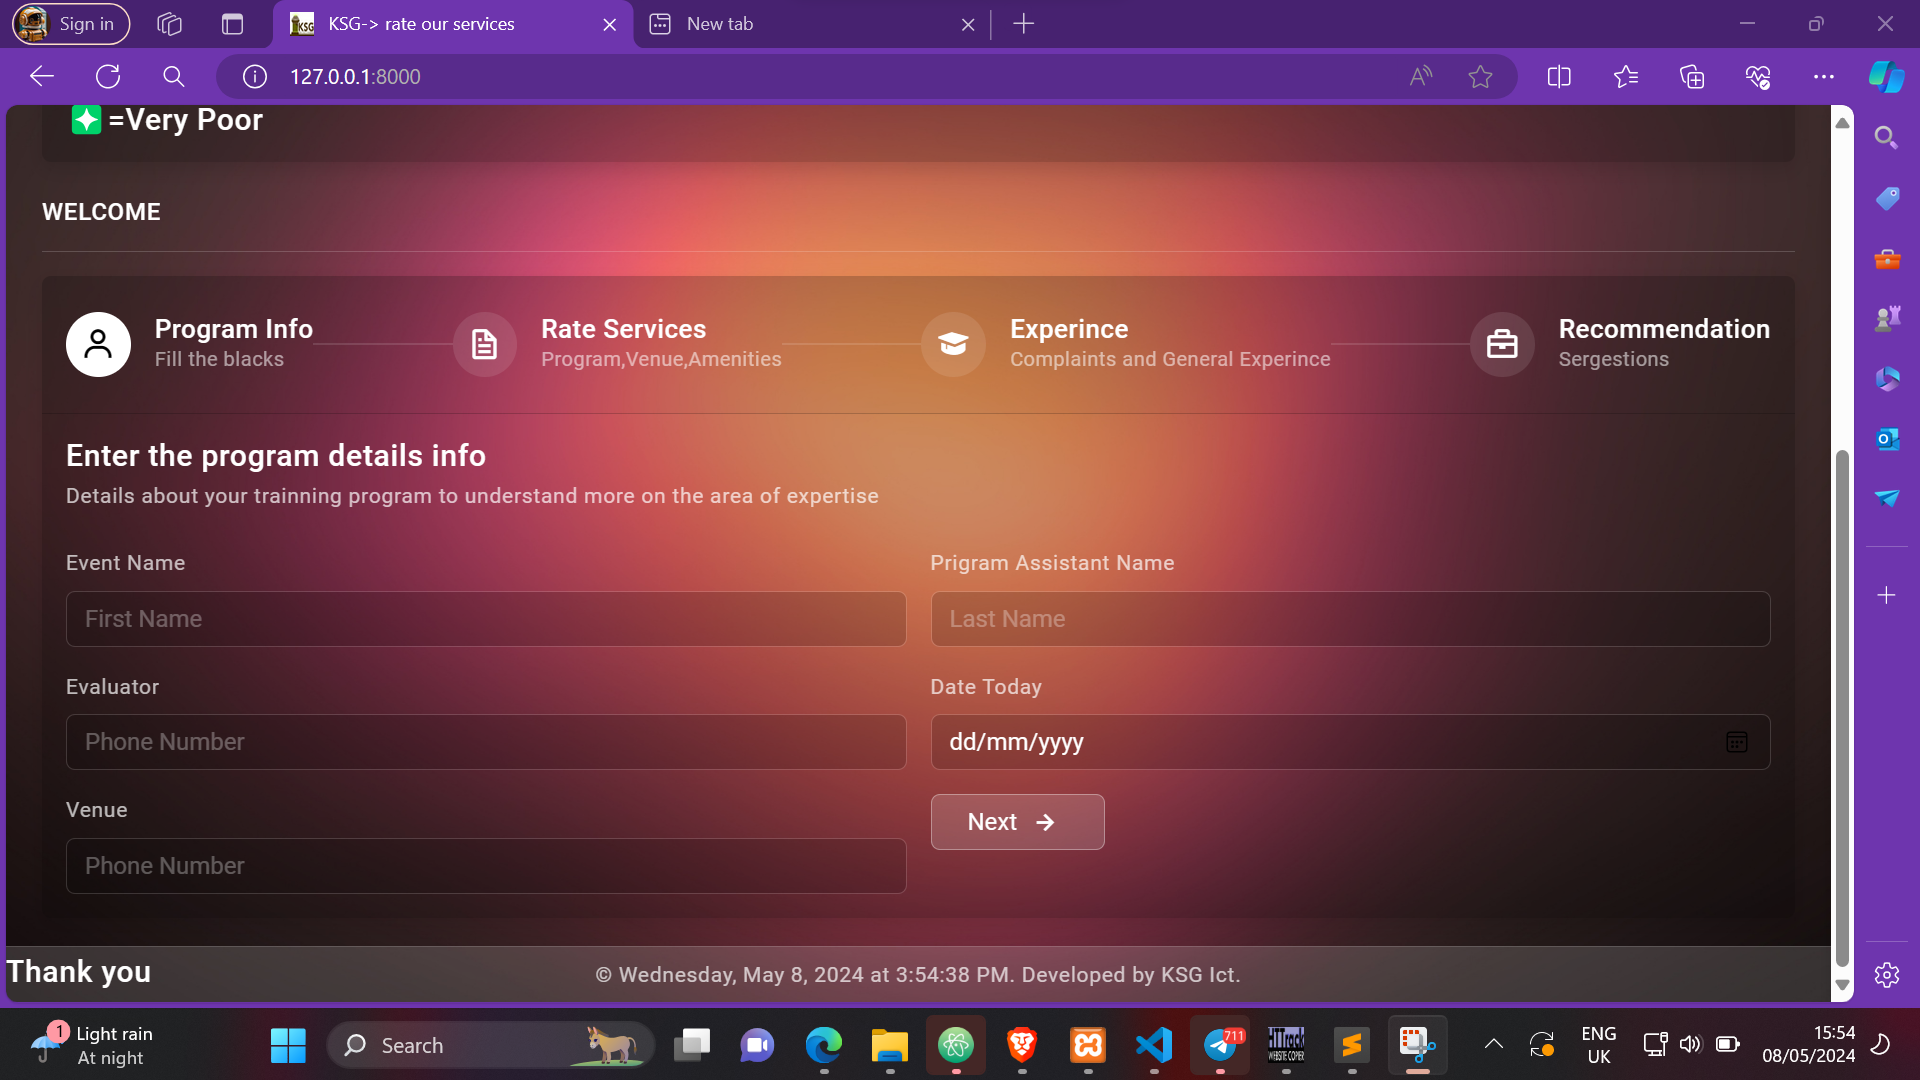 Sign in
KSG-> rate our services
New tab
127.0.0.1:8000
=Very Poor
WELCOME
Program Info
Fill the blacks
Rate Services
Program,Venue,Amenities
Experince
Complaints and General Experince
Recommendation
Sergestions
Enter the program details info
Details about your trainning program to understand more on the area of expertise
Event Name
Prigram Assistant Name
First Name
Last Name
Evaluator
Date Today
Phone Number
dd/mm/yyyy
Venue
Next
Phone Number
Thank you
© Wednesday, May 8, 2024 at 3:54:38 PM. Developed by KSG Ict.
1
Light rain
At night
Search
711
HTTrack
WEBSITE COPIER
ENG
UK
15:54
08/05/2024